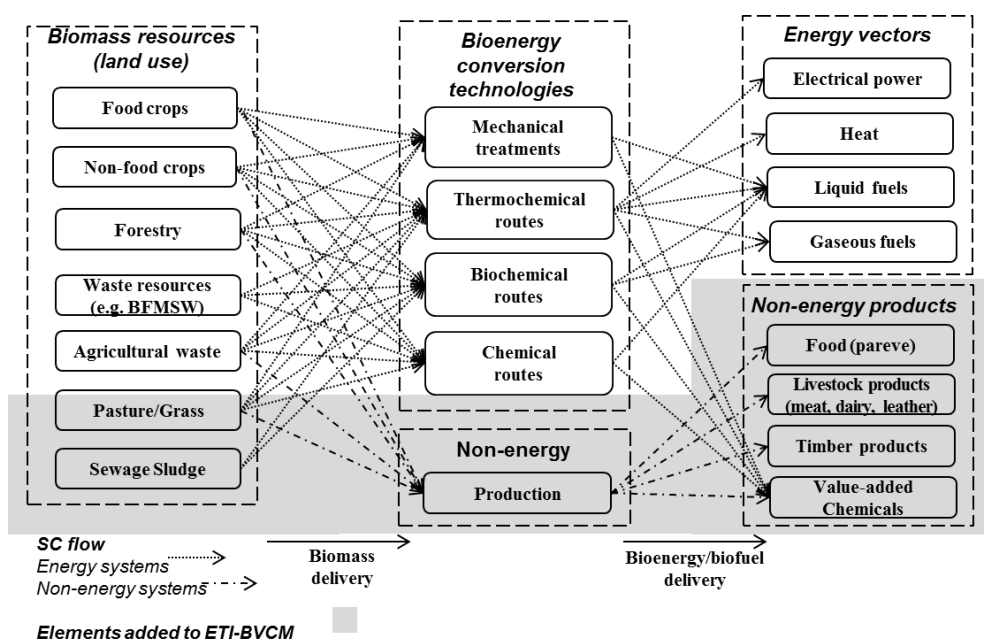 Biomass resources
(land use)
Food crops
Non-food crops
Forestry
Waste resources
(e.g. BFMSW)
Agricultural waste
Pasture/Grass
Sewage Sludge
Bioenergy
conversion
technologies
Mechanical
treatments
Thermochemical
routes
Biochemical
routes
Chemical
routes
Non-energy
Production
Energy vectors
Electrical power
Heat
Liquid fuels
Gaseous fuels
Non-energy products
Food (pareve)
Livestock products
(meat, dairy, leather)
Timber products
Value-added
Chemicals
SC flow
Energy systems
Non-energy systems
Biomass
delivery
Bioenergy/biofuel
delivery
Elements added to ETI-BVCM